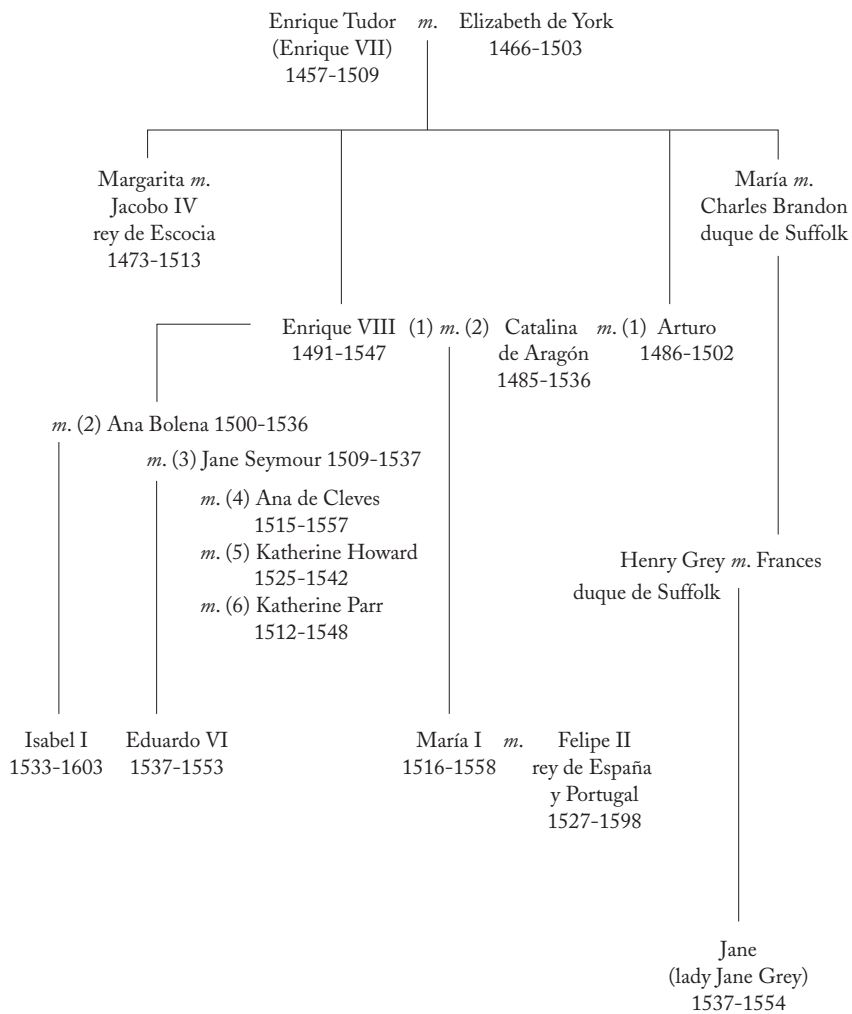 Enrique Tudor m. Elizabeth de York
(Enrique VII) 1466-1503
1457-1509
Margarita m.
Jacobo IV
rey de Escocia
1473-1513
María m.
Charles Brandon
duque de Suffolk
Enrique VIII (1) m. (2) Catalina m. (1) Arturo
1491-1547 de Aragón 1486-1502
1485-1536
m. (2) Ana Bolena 1500-1536
m. (3) Jane Seymour 1509-1537
m. (4) Ana de Cleves
1515-1557
m. (5) Katherine Howard
1525-1542
m. (6) Katherine Parr
1512-1548
Henry Grey m. Frances
duque de Suffolk
Isabel I
1533-1603
Eduardo VI
1537-1553
María I m. Felipe II
1516-1558 rey de España
y Portugal
1527-1598
Jane
(lady Jane Grey)
1537-1554